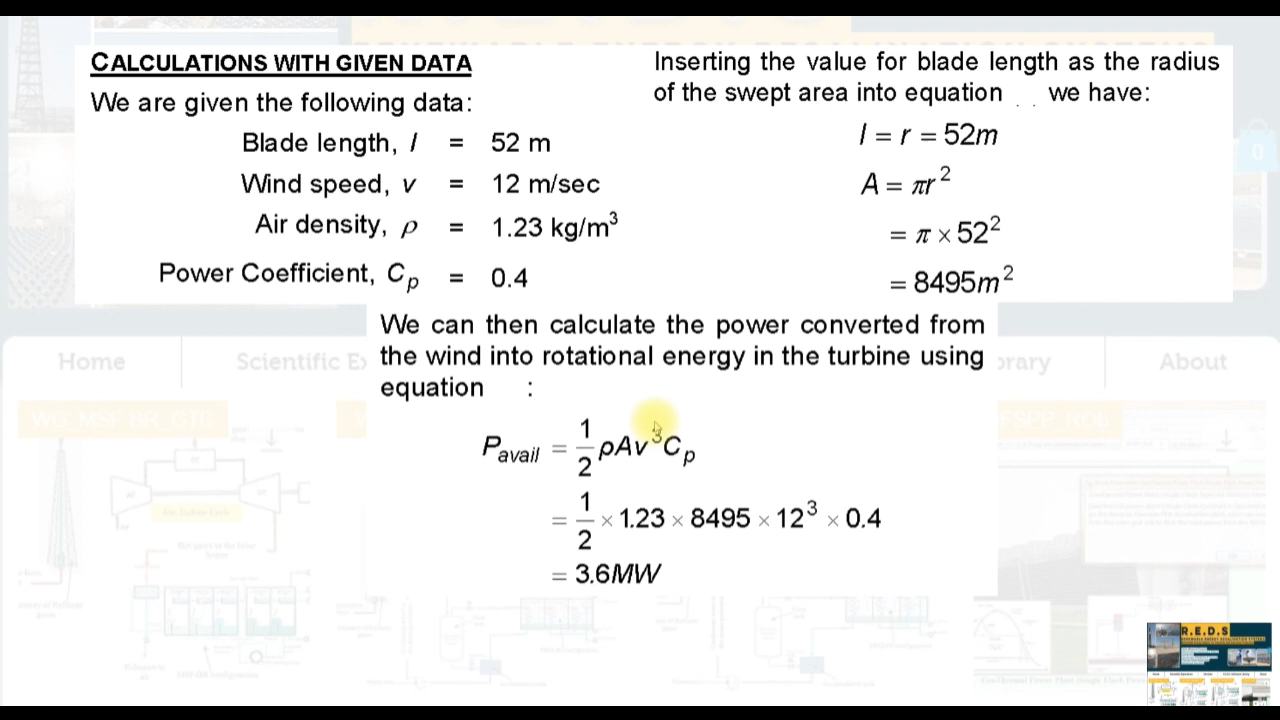 CALCULATIONS WITH GIVEN DATA
We are given the following data:
Blade length, l = 52 m
Wind speed, v = 12 m/sec
Air density, ρ = 1.23 kg/m³
Power Coefficient, Cₚ = 0.4
Inserting the value for blade length as the radius
of the swept area into equation we have:
l = r = 52m
A = πr²
= π × 52²
= 8495m²
We can then calculate the power converted from
the wind into rotational energy in the turbine using
equation :
P_avail = 1/2 ρAv³Cₚ
= 1/2 × 1.23 × 8495 × 12³ × 0.4
= 3.6MW
Home
Scientific
About
R.E.D.S